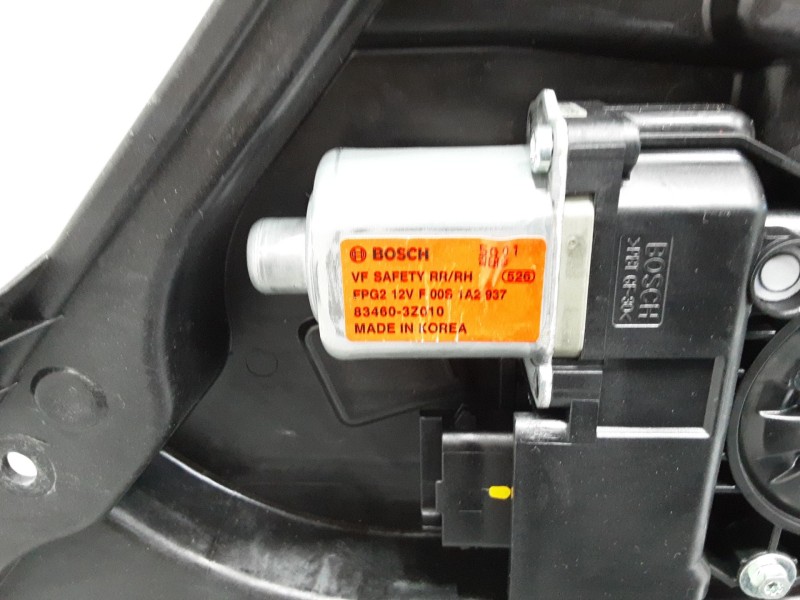 BOSCH
VF SAFETY RR/RH 526
FPG2 12V F 00S 1A2 937
83460-3Z010
MADE IN KOREA
BOSCH